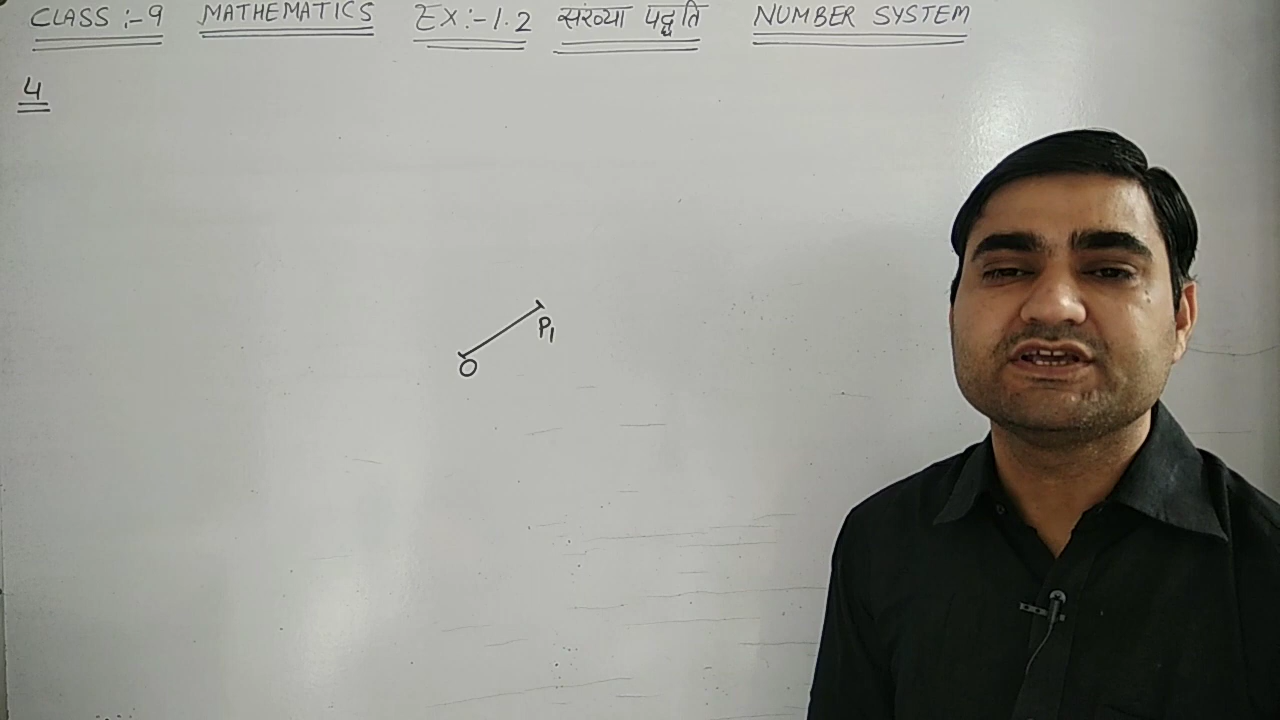 CLASS :- 9 MATHEMATICS EX:- 1.2 संख्या पद्धति NUMBER SYSTEM
4
P1
O